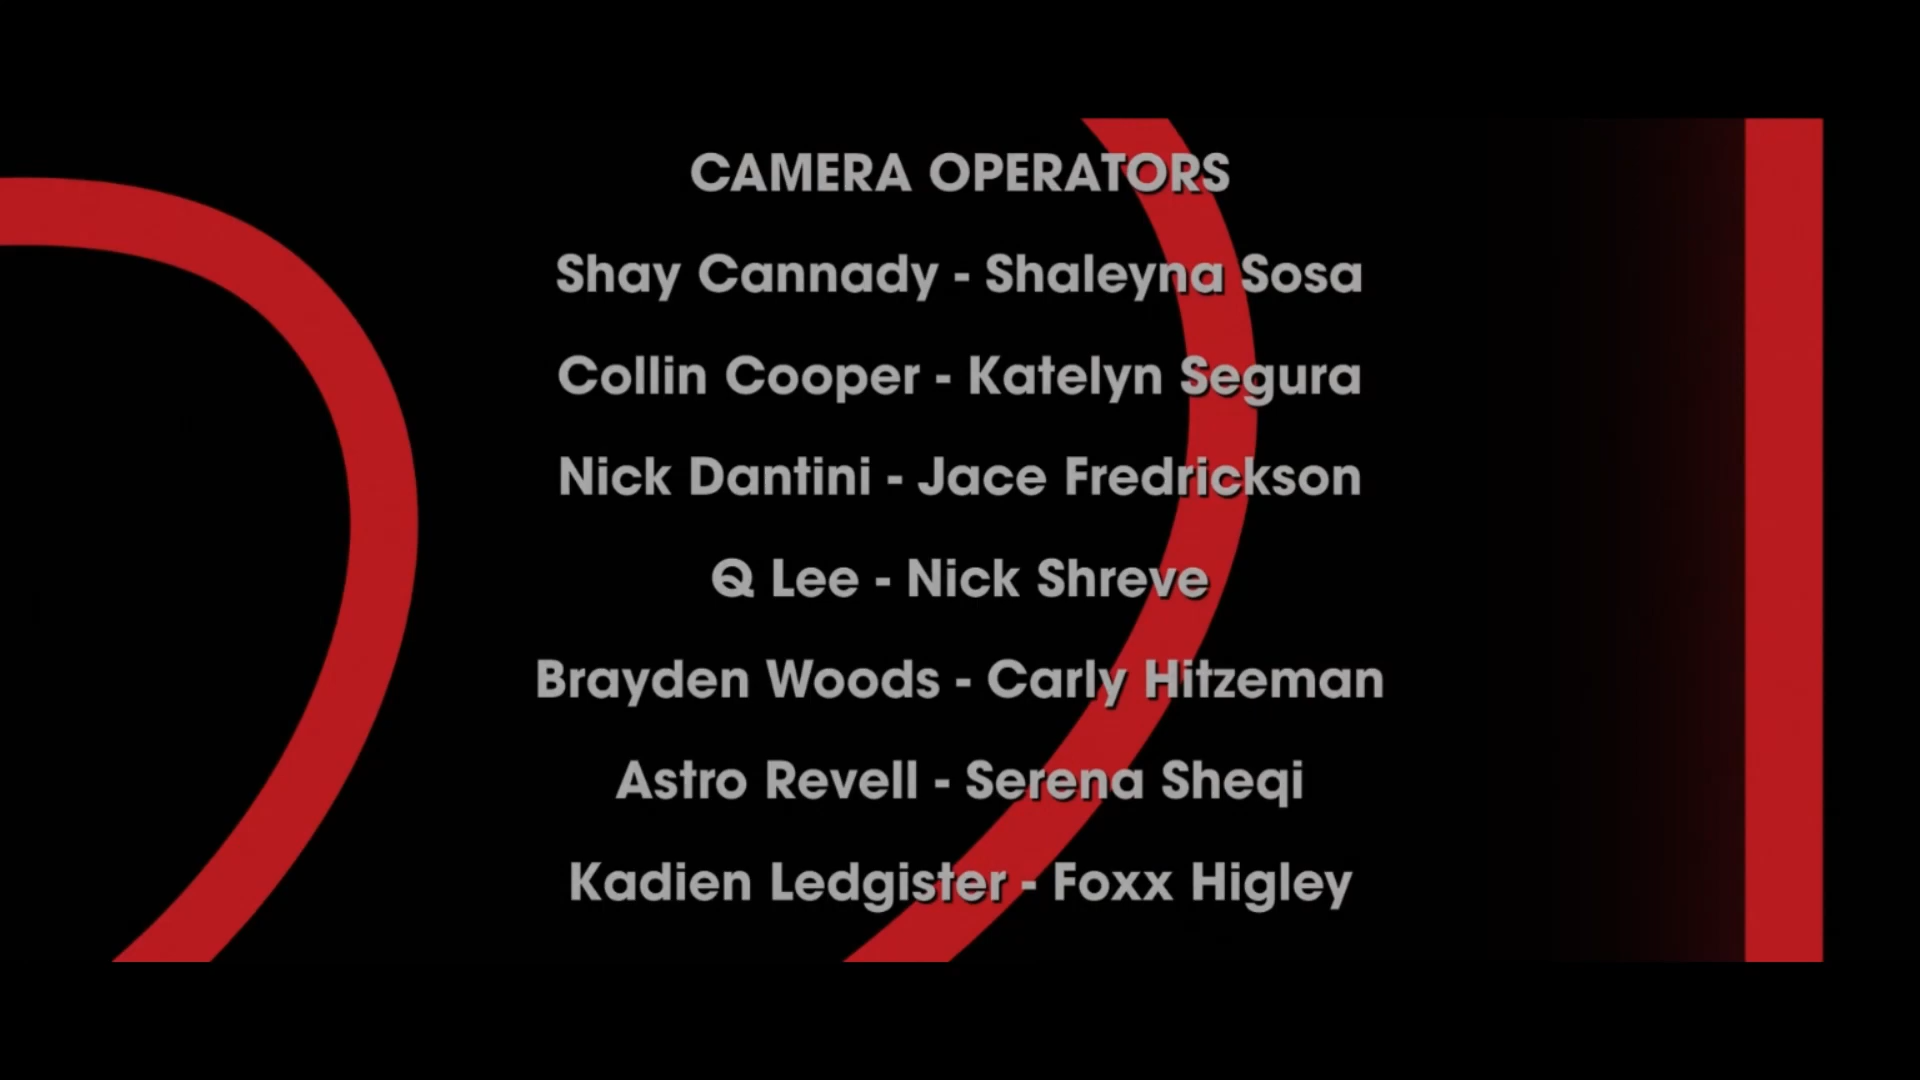 CAMERA OPERATORS
Shay Cannady - Shaleyna Sosa
Collin Cooper - Katelyn Segura
Nick Dantini - Jace Fredrickson
Q Lee - Nick Shreve
Brayden Woods - Carly Hitzeman
Astro Revell - Serena Sheqi
Kadien Ledgister - Foxx Higley